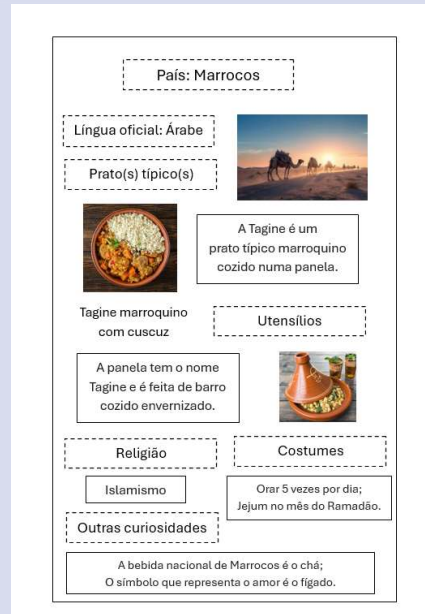 País: Marrocos
Língua oficial: Árabe
Prato(s) típico(s)
A Tagine é um
prato típico marroquino
cozido numa panela.
Tagine marroquino
com cuscuz
Utensílios
A panela tem o nome
Tagine e é feita de barro
cozido envernizado.
Religião
Costumes
Islamismo
Orar 5 vezes por dia;
Jejum no mês do Ramadão.
Outras curiosidades
A bebida nacional de Marrocos é o chá;
O símbolo que representa o amor é o fígado.